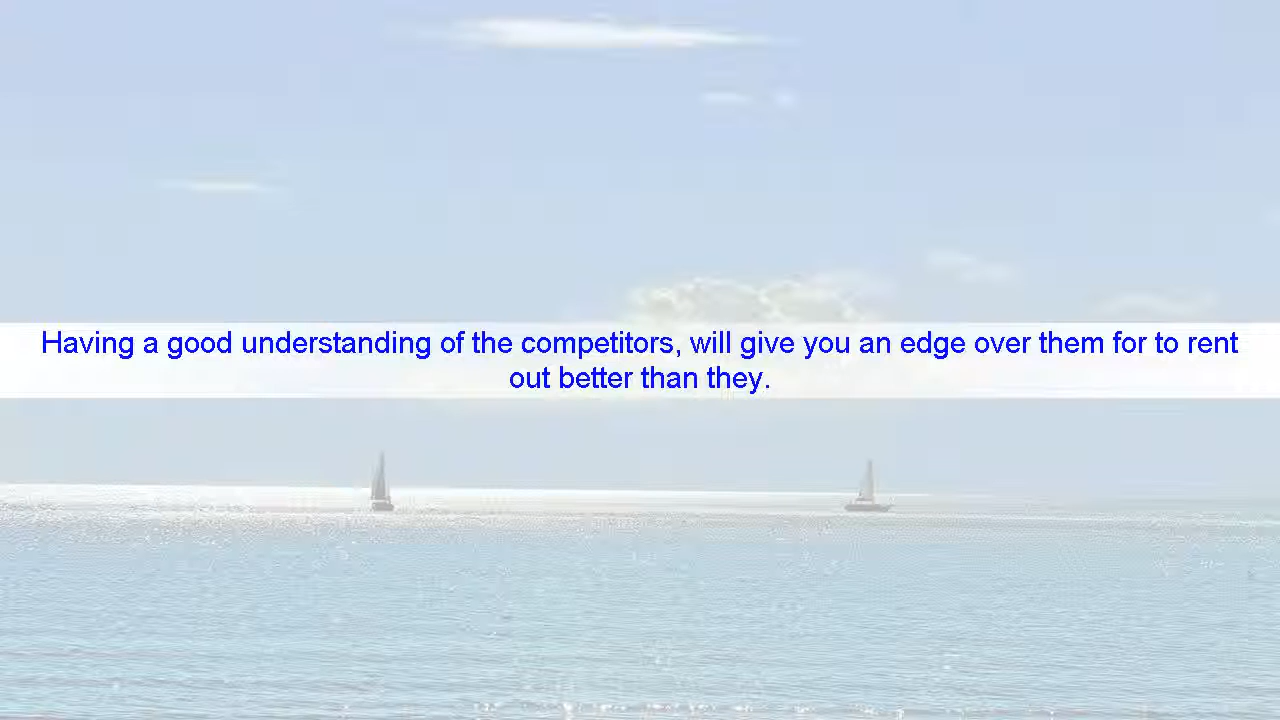 Having a good understanding of the competitors, will give you an edge over them for to rent
out better than they.